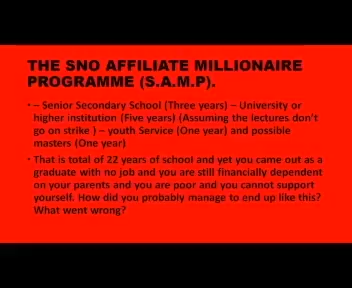 THE SNO AFFILIATE MILLIONAIRE
PROGRAMME (S.A.M.P).
• – Senior Secondary School (Three years) – University or
higher institution (Five years) (Assuming the lectures don't
go on strike ) – youth Service (One year) and possible
masters (One year)
• That is total of 22 years of school and yet you came out as a
graduate with no job and you are still financially dependent
on your parents and you are poor and you cannot support
yourself. How did you probably manage to end up like this?
What went wrong?